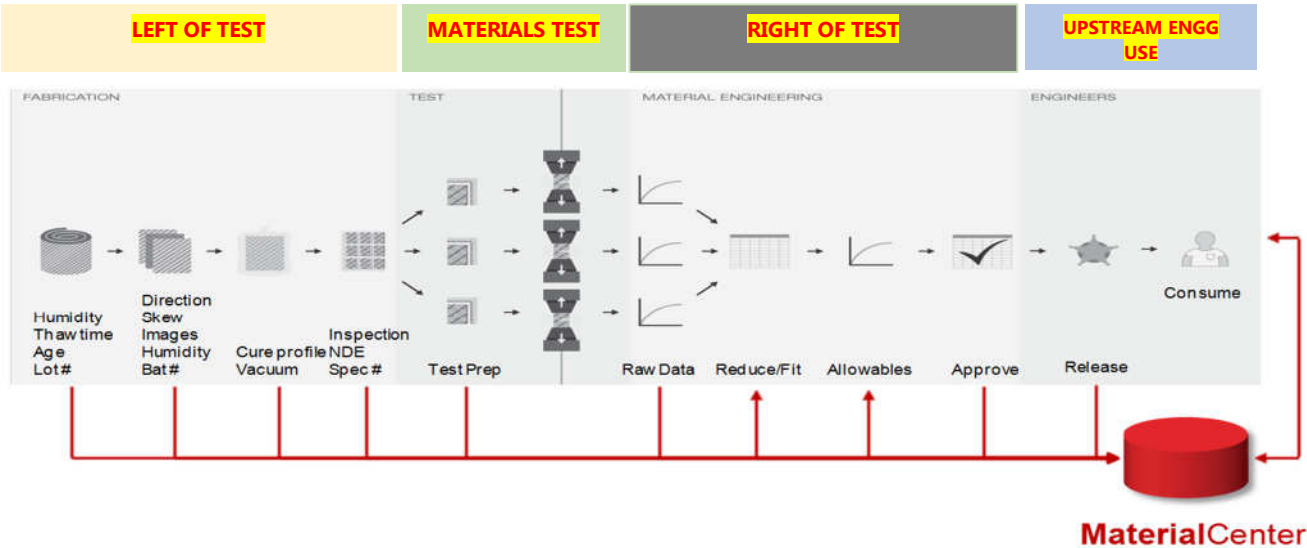 LEFT OF TEST
MATERIALS TEST
RIGHT OF TEST
UPSTREAM ENGG
USE
FABRICATION
TEST
MATERIAL ENGINEERING
ENGINEERS
Humidity
Thaw time
Age
Lot #
Direction
Skew
Images
Humidity
Bat #
Cure profile
Vacuum
Inspection
NDE
Spec #
Test Prep
Raw Data
Reduce/Fit
Allowables
Approve
Release
Consume
MaterialCenter